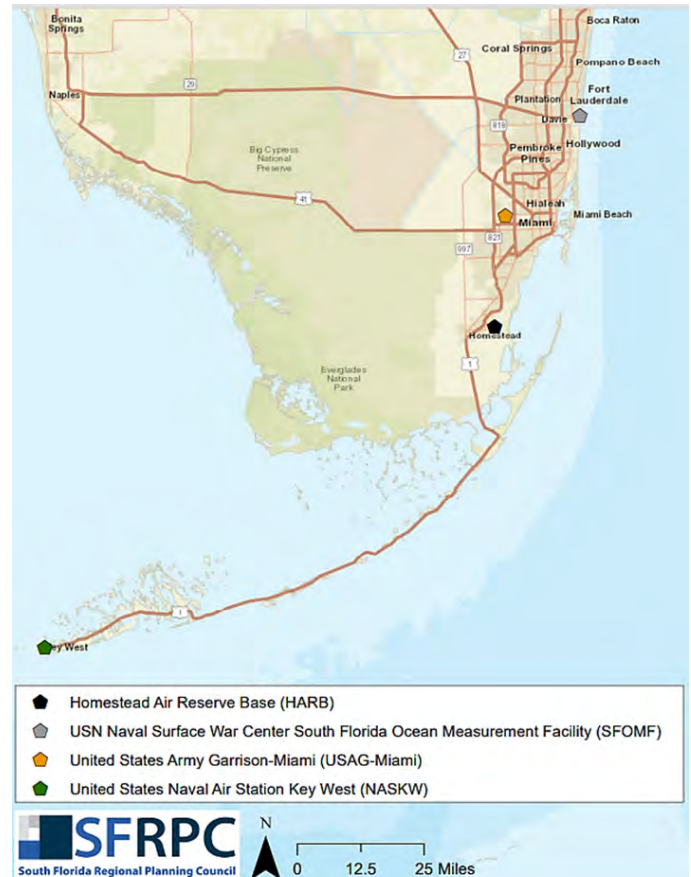 Bonita
Springs
Boca Raton
27
Coral Springs
29
Pompano Beach
Naples
Plantation
Fort
Lauderdale
818
Davie
Big Cypress
National
Preserve
Pembroke
Pines
Hollywood
41
Hialeah
Miami
Miami Beach
821
997
Homestead
1
Everglades
National
Park
1
ey West
Homestead Air Reserve Base (HARB)
USN Naval Surface War Center South Florida Ocean Measurement Facility (SFOMF)
United States Army Garrison-Miami (USAG-Miami)
United States Naval Air Station Key West (NASKW)
SFRPC
South Florida Regional Planning Council
N
0 12.5 25 Miles